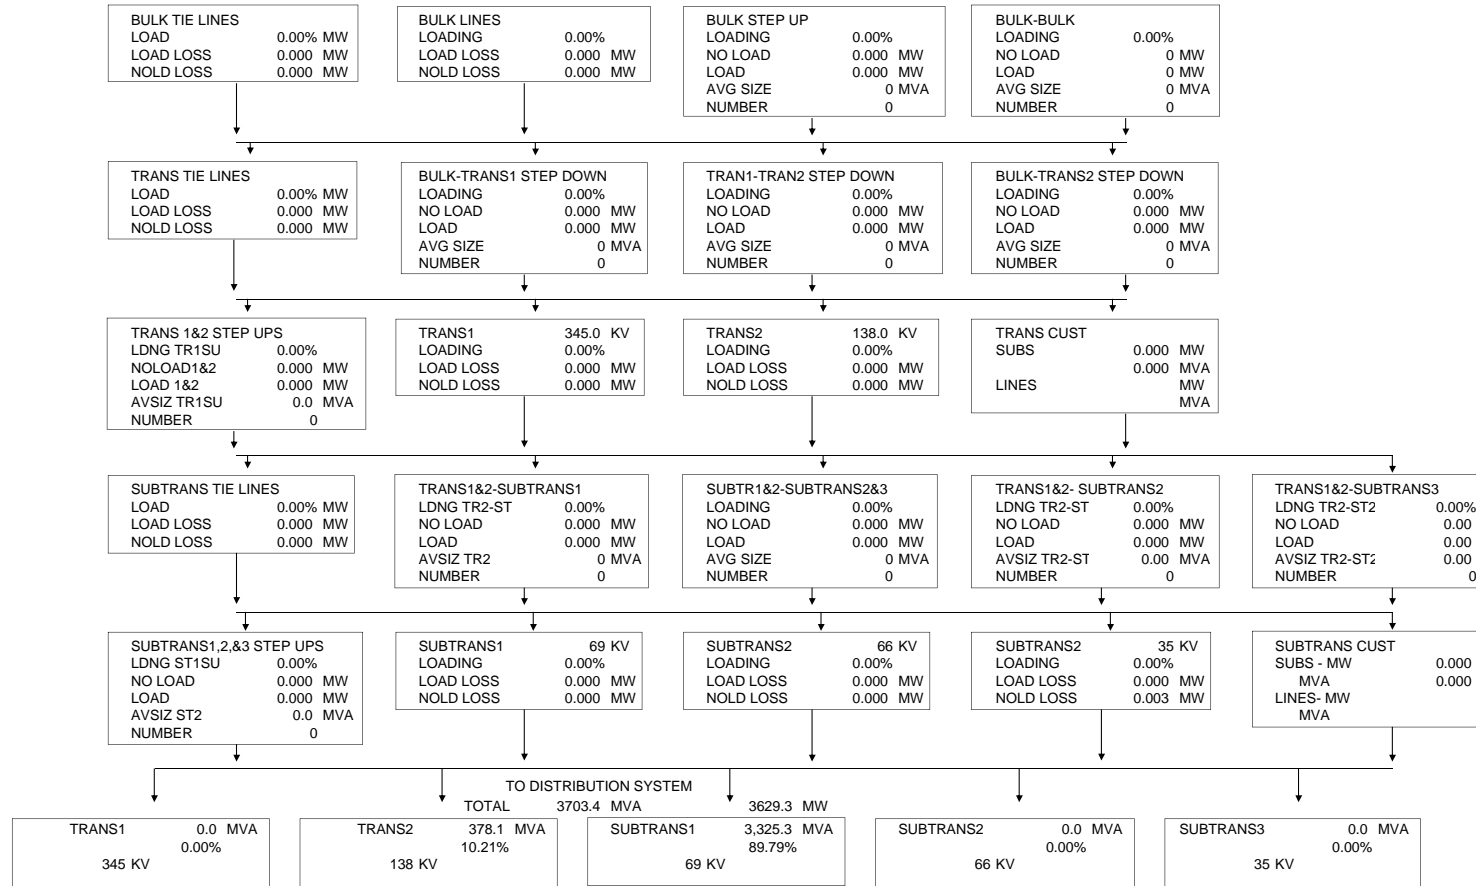 BULK TIE LINES
LOAD 0.00% MW
LOAD LOSS 0.000 MW
NOLD LOSS 0.000 MW
BULK LINES
LOADING 0.00%
LOAD LOSS 0.000 MW
NOLD LOSS 0.000 MW
BULK STEP UP
LOADING 0.00%
NO LOAD 0.000 MW
LOAD 0.000 MW
AVG SIZE 0 MVA
NUMBER 0
BULK-BULK
LOADING 0.00%
NO LOAD 0 MW
LOAD 0 MW
AVG SIZE 0 MVA
NUMBER 0
TRANS TIE LINES
LOAD 0.00% MW
LOAD LOSS 0.000 MW
NOLD LOSS 0.000 MW
BULK-TRANS1 STEP DOWN
LOADING 0.00%
NO LOAD 0.000 MW
LOAD 0.000 MW
AVG SIZE 0 MVA
NUMBER 0
TRAN1-TRAN2 STEP DOWN
LOADING 0.00%
NO LOAD 0.000 MW
LOAD 0.000 MW
AVG SIZE 0 MVA
NUMBER 0
BULK-TRANS2 STEP DOWN
LOADING 0.00%
NO LOAD 0.000 MW
LOAD 0.000 MW
AVG SIZE 0 MVA
NUMBER 0
TRANS 1&2 STEP UPS
LDNG TR1SU 0.00%
NOLOAD1&2 0.000 MW
LOAD 1&2 0.000 MW
AVSIZ TR1SU 0.0 MVA
NUMBER 0
TRANS1 345.0 KV
LOADING 0.00%
LOAD LOSS 0.000 MW
NOLD LOSS 0.000 MW
TRANS2 138.0 KV
LOADING 0.00%
LOAD LOSS 0.000 MW
NOLD LOSS 0.000 MW
TRANS CUST
SUBS 0.000 MW
0.000 MVA
LINES MW
MVA
SUBTRANS TIE LINES
LOAD 0.00% MW
LOAD LOSS 0.000 MW
NOLD LOSS 0.000 MW
TRANS1&2-SUBTRANS1
LDNG TR2-ST 0.00%
NO LOAD 0.000 MW
LOAD 0.000 MW
AVSIZ TR2 0 MVA
NUMBER 0
SUBTR1&2-SUBTRANS2&3
LOADING 0.00%
NO LOAD 0.000 MW
LOAD 0.000 MW
AVG SIZE 0 MVA
NUMBER 0
TRANS1&2- SUBTRANS2
LDNG TR2-ST 0.00%
NO LOAD 0.000 MW
LOAD 0.000 MW
AVSIZ TR2-ST 0.00 MVA
NUMBER 0
TRANS1&2-SUBTRANS3
LDNG TR2-ST2 0.00%
NO LOAD 0.00
LOAD 0.00
AVSIZ TR2-ST2 0.00
NUMBER 0
SUBTRANS1,2,&3 STEP UPS
LDNG ST1SU 0.00%
NO LOAD 0.000 MW
LOAD 0.000 MW
AVSIZ ST2 0.0 MVA
NUMBER 0
SUBTRANS1 69 KV
LOADING 0.00%
LOAD LOSS 0.000 MW
NOLD LOSS 0.000 MW
SUBTRANS2 66 KV
LOADING 0.00%
LOAD LOSS 0.000 MW
NOLD LOSS 0.000 MW
SUBTRANS2 35 KV
LOADING 0.00%
LOAD LOSS 0.000 MW
NOLD LOSS 0.003 MW
SUBTRANS CUST
SUBS - MW 0.000
MVA 0.000
LINES- MW
MVA
TO DISTRIBUTION SYSTEM
TOTAL 3703.4 MVA 3629.3 MW
TRANS1 0.0 MVA
0.00%
345 KV
TRANS2 378.1 MVA
10.21%
138 KV
SUBTRANS1 3,325.3 MVA
89.79%
69 KV
SUBTRANS2 0.0 MVA
0.00%
66 KV
SUBTRANS3 0.0 MVA
0.00%
35 KV